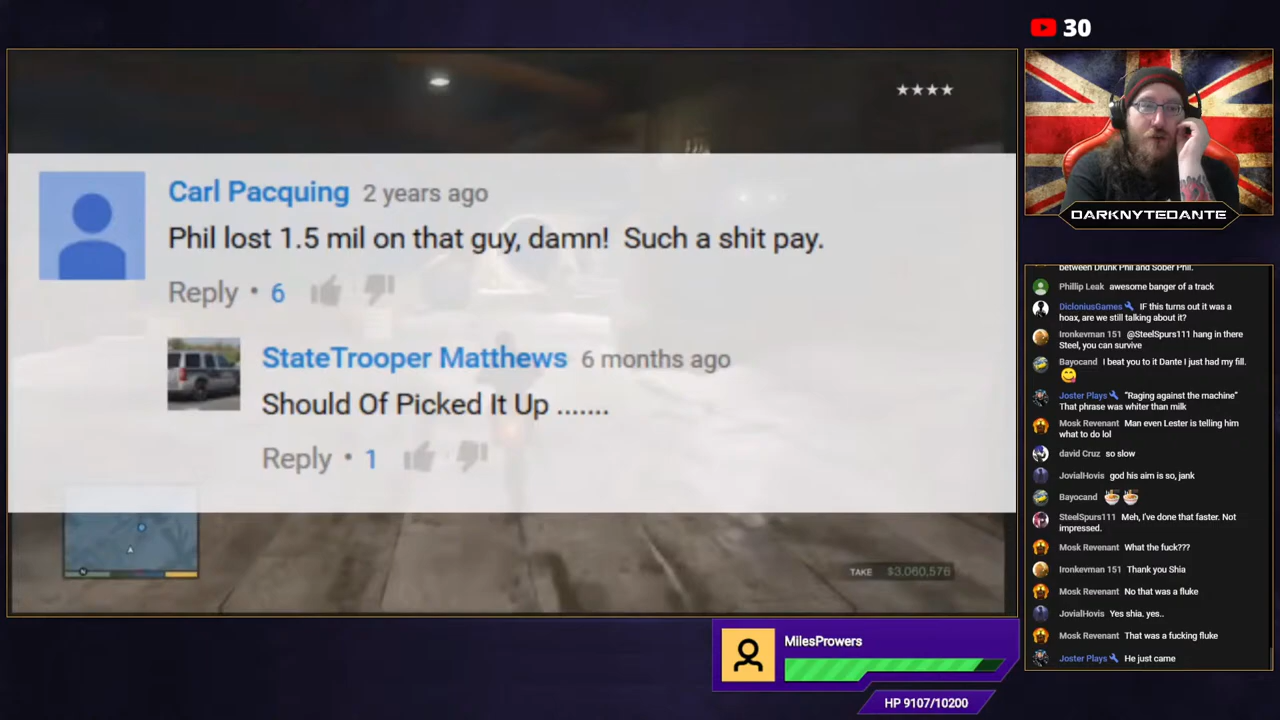 30
★★★★
Carl Pacquing 2 years ago
Phil lost 1.5 mil on that guy, damn! Such a shit pay.
Reply • 6
StateTrooper Matthews 6 months ago
Should Of Picked It Up .......
Reply • 1
TAKE $3,060,576
DARKNYTEDANTE
between Drunk Phil and Sober Phil.
Phillip Leak awesome banger of a track
DicloniusGames IF this turns out it was a
hoax, are we still talking about it?
Ironkevman 151 @SteelSpurs111 hang in there
Steel, you can survive
Bayocand I beat you to it Dante I just had my fill.
Joster Plays "Raging against the machine"
That phrase was whiter than milk
Mosk Revenant Man even Lester is telling him
what to do lol
david Cruz so slow
JovialHovis god his aim is so, jank
Bayocand
SteelSpurs111 Meh, I've done that faster. Not
impressed.
Mosk Revenant What the fuck???
Ironkevman 151 Thank you Shia
Mosk Revenant No that was a fluke
JovialHovis Yes shia. yes..
Mosk Revenant That was a fucking fluke
Joster Plays He just came
MilesProwers
HP 9107/10200